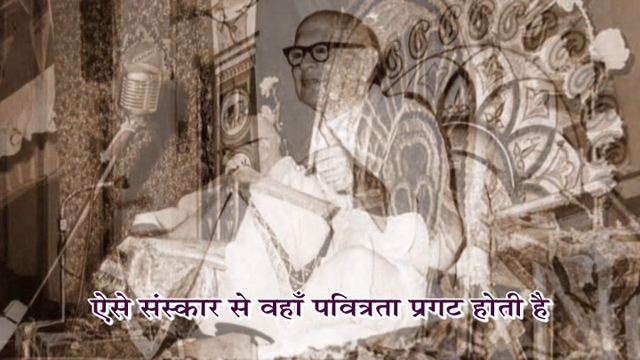 ऐसे संस्कार से वहाँ पवित्रता प्रगट होती है